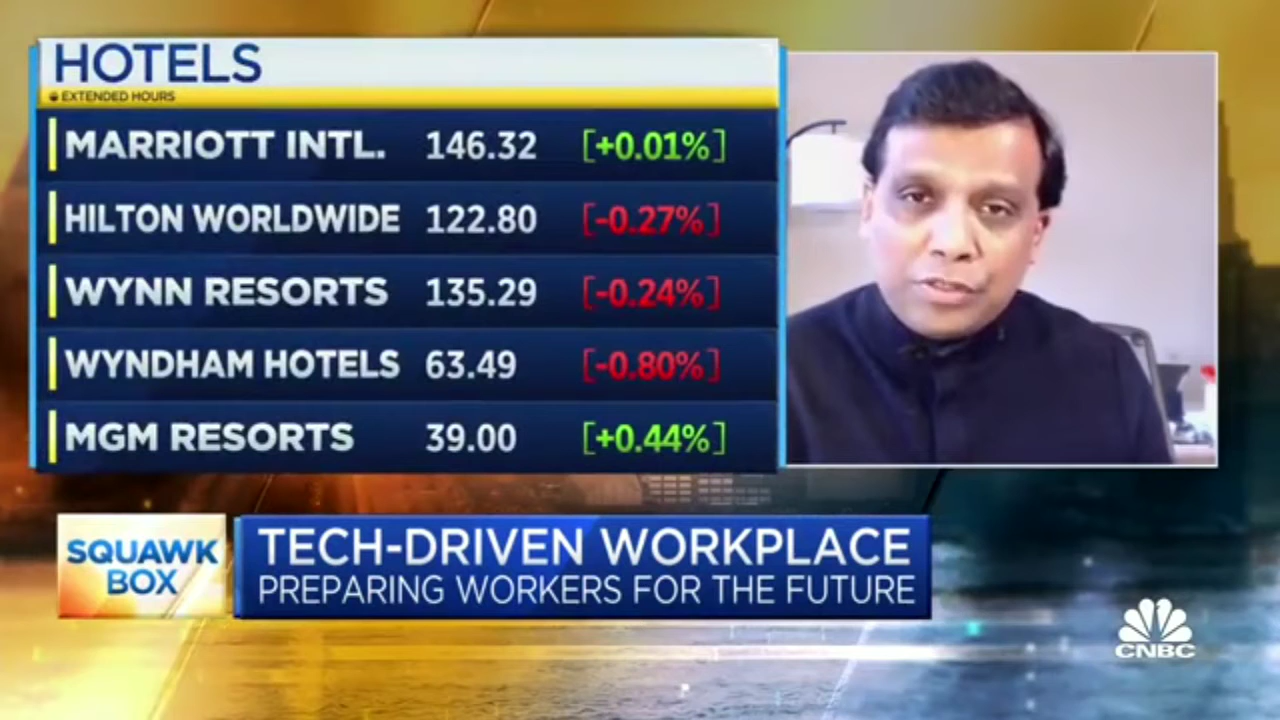 HOTELS
EXTENDED HOURS
MARRIOTT INTL. 146.32 [+0.01%]
HILTON WORLDWIDE 122.80 [-0.27%]
WYNN RESORTS 135.29 [-0.24%]
WYNDHAM HOTELS 63.49 [-0.80%]
MGM RESORTS 39.00 [+0.44%]
SQUAWK
BOX
TECH-DRIVEN WORKPLACE
PREPARING WORKERS FOR THE FUTURE
CNBC